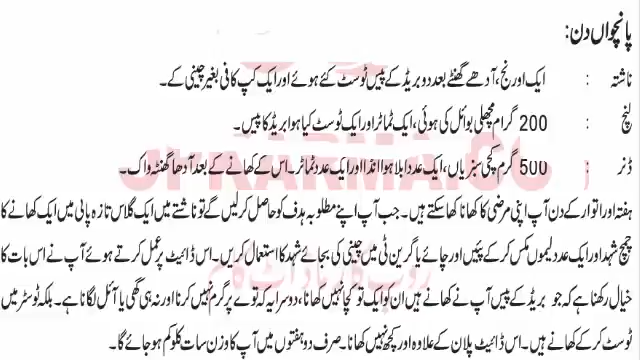 پانچواں دن:
ناشتہ : ایک اورنج، آدھے گھنٹے بعد دو بریڈ کے پیس ٹوسٹ کئے ہوئے اور ایک کپ کافی بغیر چینی کے۔
لنچ : 200 گرام مچھلی بوائل کی ہوئی، ایک ٹماٹر اور ایک ٹوسٹ کیا ہوا بریڈ کا پیس۔
ڈنر : 500 گرم کچی سبزیاں، ایک عدد ابلا ہوا انڈا اور ایک عدد ٹماٹر۔ اس کے کھانے کے بعد آدھا گھنٹہ واک۔
ہفتہ اور اتوار کے دن آپ اپنی مرضی کا کھانا کھا سکتے ہیں۔ جب آپ اپنے مطلوبہ ہدف کو حاصل کر لیں گے تو ناشتے میں ایک گلاس تازہ پانی میں ایک کھانے کا
چمچ شہد اور ایک عدد لیموں مکس کر کے پئیں اور چائے یا گرین ٹی میں چینی کی بجائے شہد کا استعمال کریں۔ اس ڈائیٹ پر عمل کرتے ہوئے آپ نے اس بات کا
خیال رکھنا ہے کہ جو بریڈ کے پیس آپ نے کھانے ہیں ان کو ایک تو کچا نہیں کھانا، دوسرا یہ کہ توے پر گرم نہیں کرنا اور نہ ہی گھی یا آئل لگانا ہے۔ بلکہ ٹوسٹر میں
ٹوسٹ کر کے کھانے ہیں۔ اس ڈائیٹ پلان کے علاوہ اور کچھ نہیں کھانا۔ صرف دو ہفتوں میں آپ کا وزن سات کلو کم ہو جائے گا۔